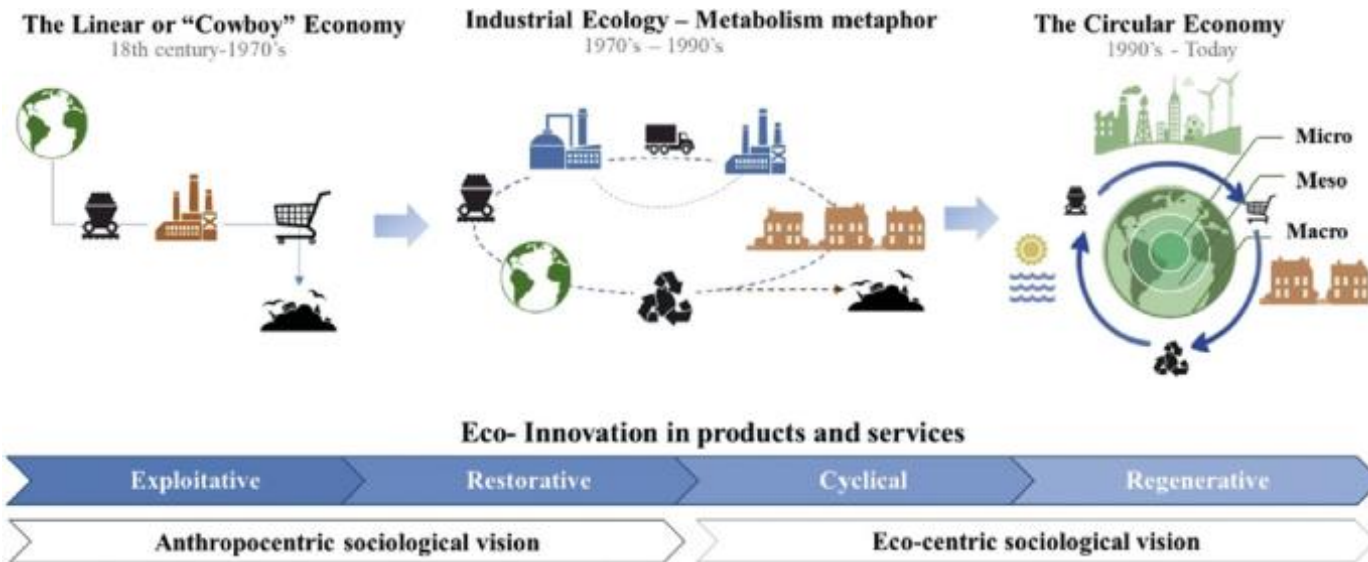 The Linear or “Cowboy” Economy
18th century-1970’s
Industrial Ecology – Metabolism metaphor
1970’s – 1990’s
The Circular Economy
1990’s - Today
Micro
Meso
Macro
Eco- Innovation in products and services
Exploitative
Restorative
Cyclical
Regenerative
Anthropocentric sociological vision
Eco-centric sociological vision